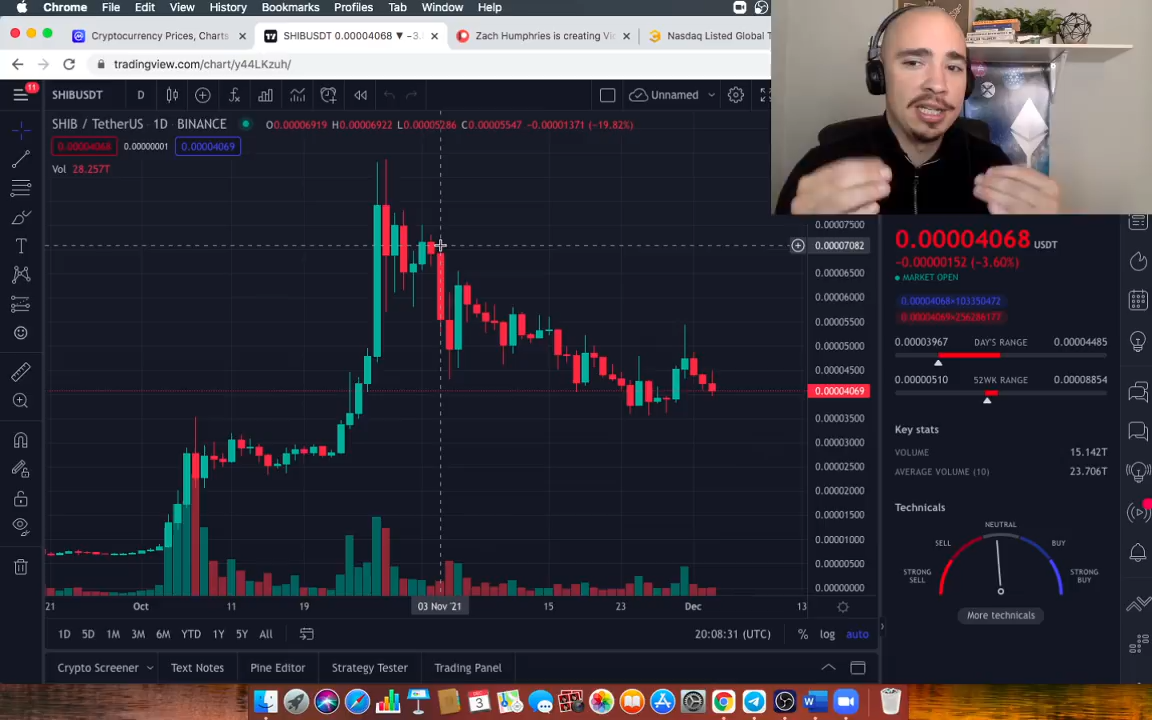 Chrome File Edit View History Bookmarks Profiles Tab Window Help
Cryptocurrency Prices, Charts
SHIBUSDT 0.00004068 ▼ −3.
Zach Humphries is creating Vi
Nasdaq Listed Global T
tradingview.com/chart/y44LKzuh/
11
SHIBUSDT D Unnamed
SHIB / TetherUS · 1D · BINANCE O0.00006919 H0.00006922 L0.00005286 C0.00005547 −0.00001371 (−19.82%)
0.00004068 0.00000001 0.00004069
Vol 28.257T
0.00007500
0.00007082
0.00006500
0.00006000
0.00005500
0.00005000
0.00004500
0.00004069
0.00003500
0.00003000
0.00002500
0.00002000
0.00001500
0.00001000
0.00000500
0.00000000
21 Oct 11 19 03 Nov '21 15 23 Dec 13
1D 5D 1M 3M 6M YTD 1Y 5Y All 20:08:31 (UTC) % log auto
Crypto Screener Text Notes Pine Editor Strategy Tester Trading Panel
0.00004068 USDT
−0.00000152 (−3.60%)
MARKET OPEN
0.00004068×103350472
0.00004069×256286177
0.00003967 DAY'S RANGE 0.00004485
0.00000510 52WK RANGE 0.00008854
Key stats
VOLUME 15.142T
AVERAGE VOLUME (10) 23.706T
Technicals
NEUTRAL
SELL BUY
STRONG SELL STRONG BUY
More technicals
3